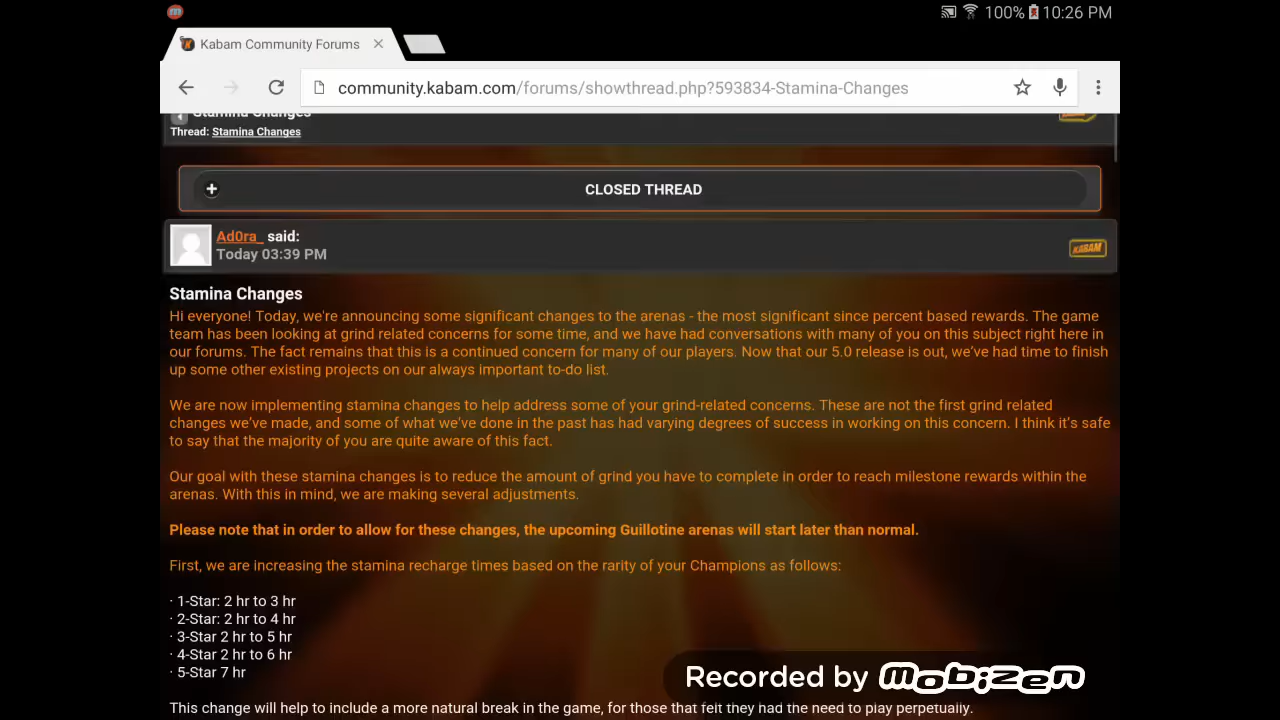 100% 10:26 PM
Kabam Community Forums
community.kabam.com/forums/showthread.php?593834-Stamina-Changes
Stamina Changes
Thread: Stamina Changes
CLOSED THREAD
Ad0ra_ said:
Today 03:39 PM
KABAM
Stamina Changes
Hi everyone! Today, we're announcing some significant changes to the arenas - the most significant since percent based rewards. The game
team has been looking at grind related concerns for some time, and we have had conversations with many of you on this subject right here in
our forums. The fact remains that this is a continued concern for many of our players. Now that our 5.0 release is out, we've had time to finish
up some other existing projects on our always important to-do list.
We are now implementing stamina changes to help address some of your grind-related concerns. These are not the first grind related
changes we've made, and some of what we've done in the past has had varying degrees of success in working on this concern. I think it's safe
to say that the majority of you are quite aware of this fact.
Our goal with these stamina changes is to reduce the amount of grind you have to complete in order to reach milestone rewards within the
arenas. With this in mind, we are making several adjustments.
Please note that in order to allow for these changes, the upcoming Guillotine arenas will start later than normal.
First, we are increasing the stamina recharge times based on the rarity of your Champions as follows:
· 1-Star: 2 hr to 3 hr
· 2-Star: 2 hr to 4 hr
· 3-Star 2 hr to 5 hr
· 4-Star 2 hr to 6 hr
· 5-Star 7 hr
Recorded by mobizen
This change will help to include a more natural break in the game, for those that felt they had the need to play perpetually.